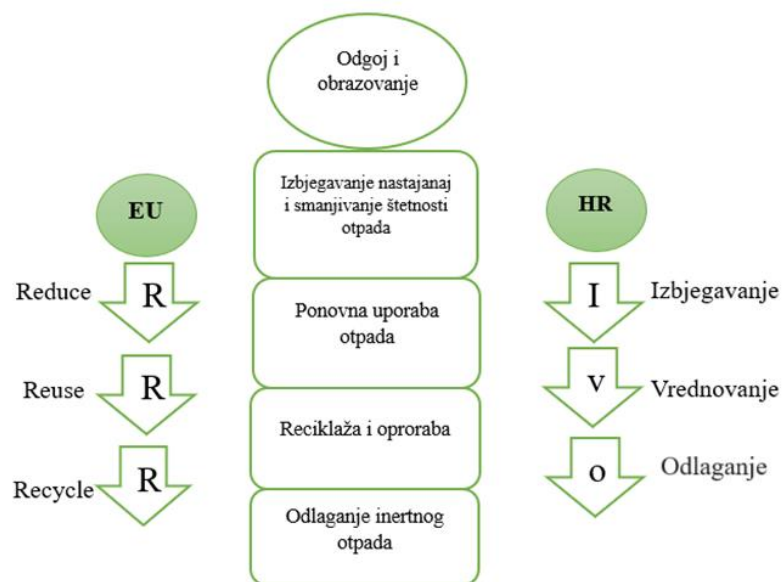 Odgoj i
obrazovanje
Izbjegavanje nastajanaj
i smanjivanje štetnosti
otpada
EU
HR
Reduce
R
I
Izbjegavanje
Ponovna uporaba
otpada
Reuse
R
v
Vrednovanje
Reciklaža i oproraba
Recycle
R
o
Odlaganje
Odlaganje inertnog
otpada